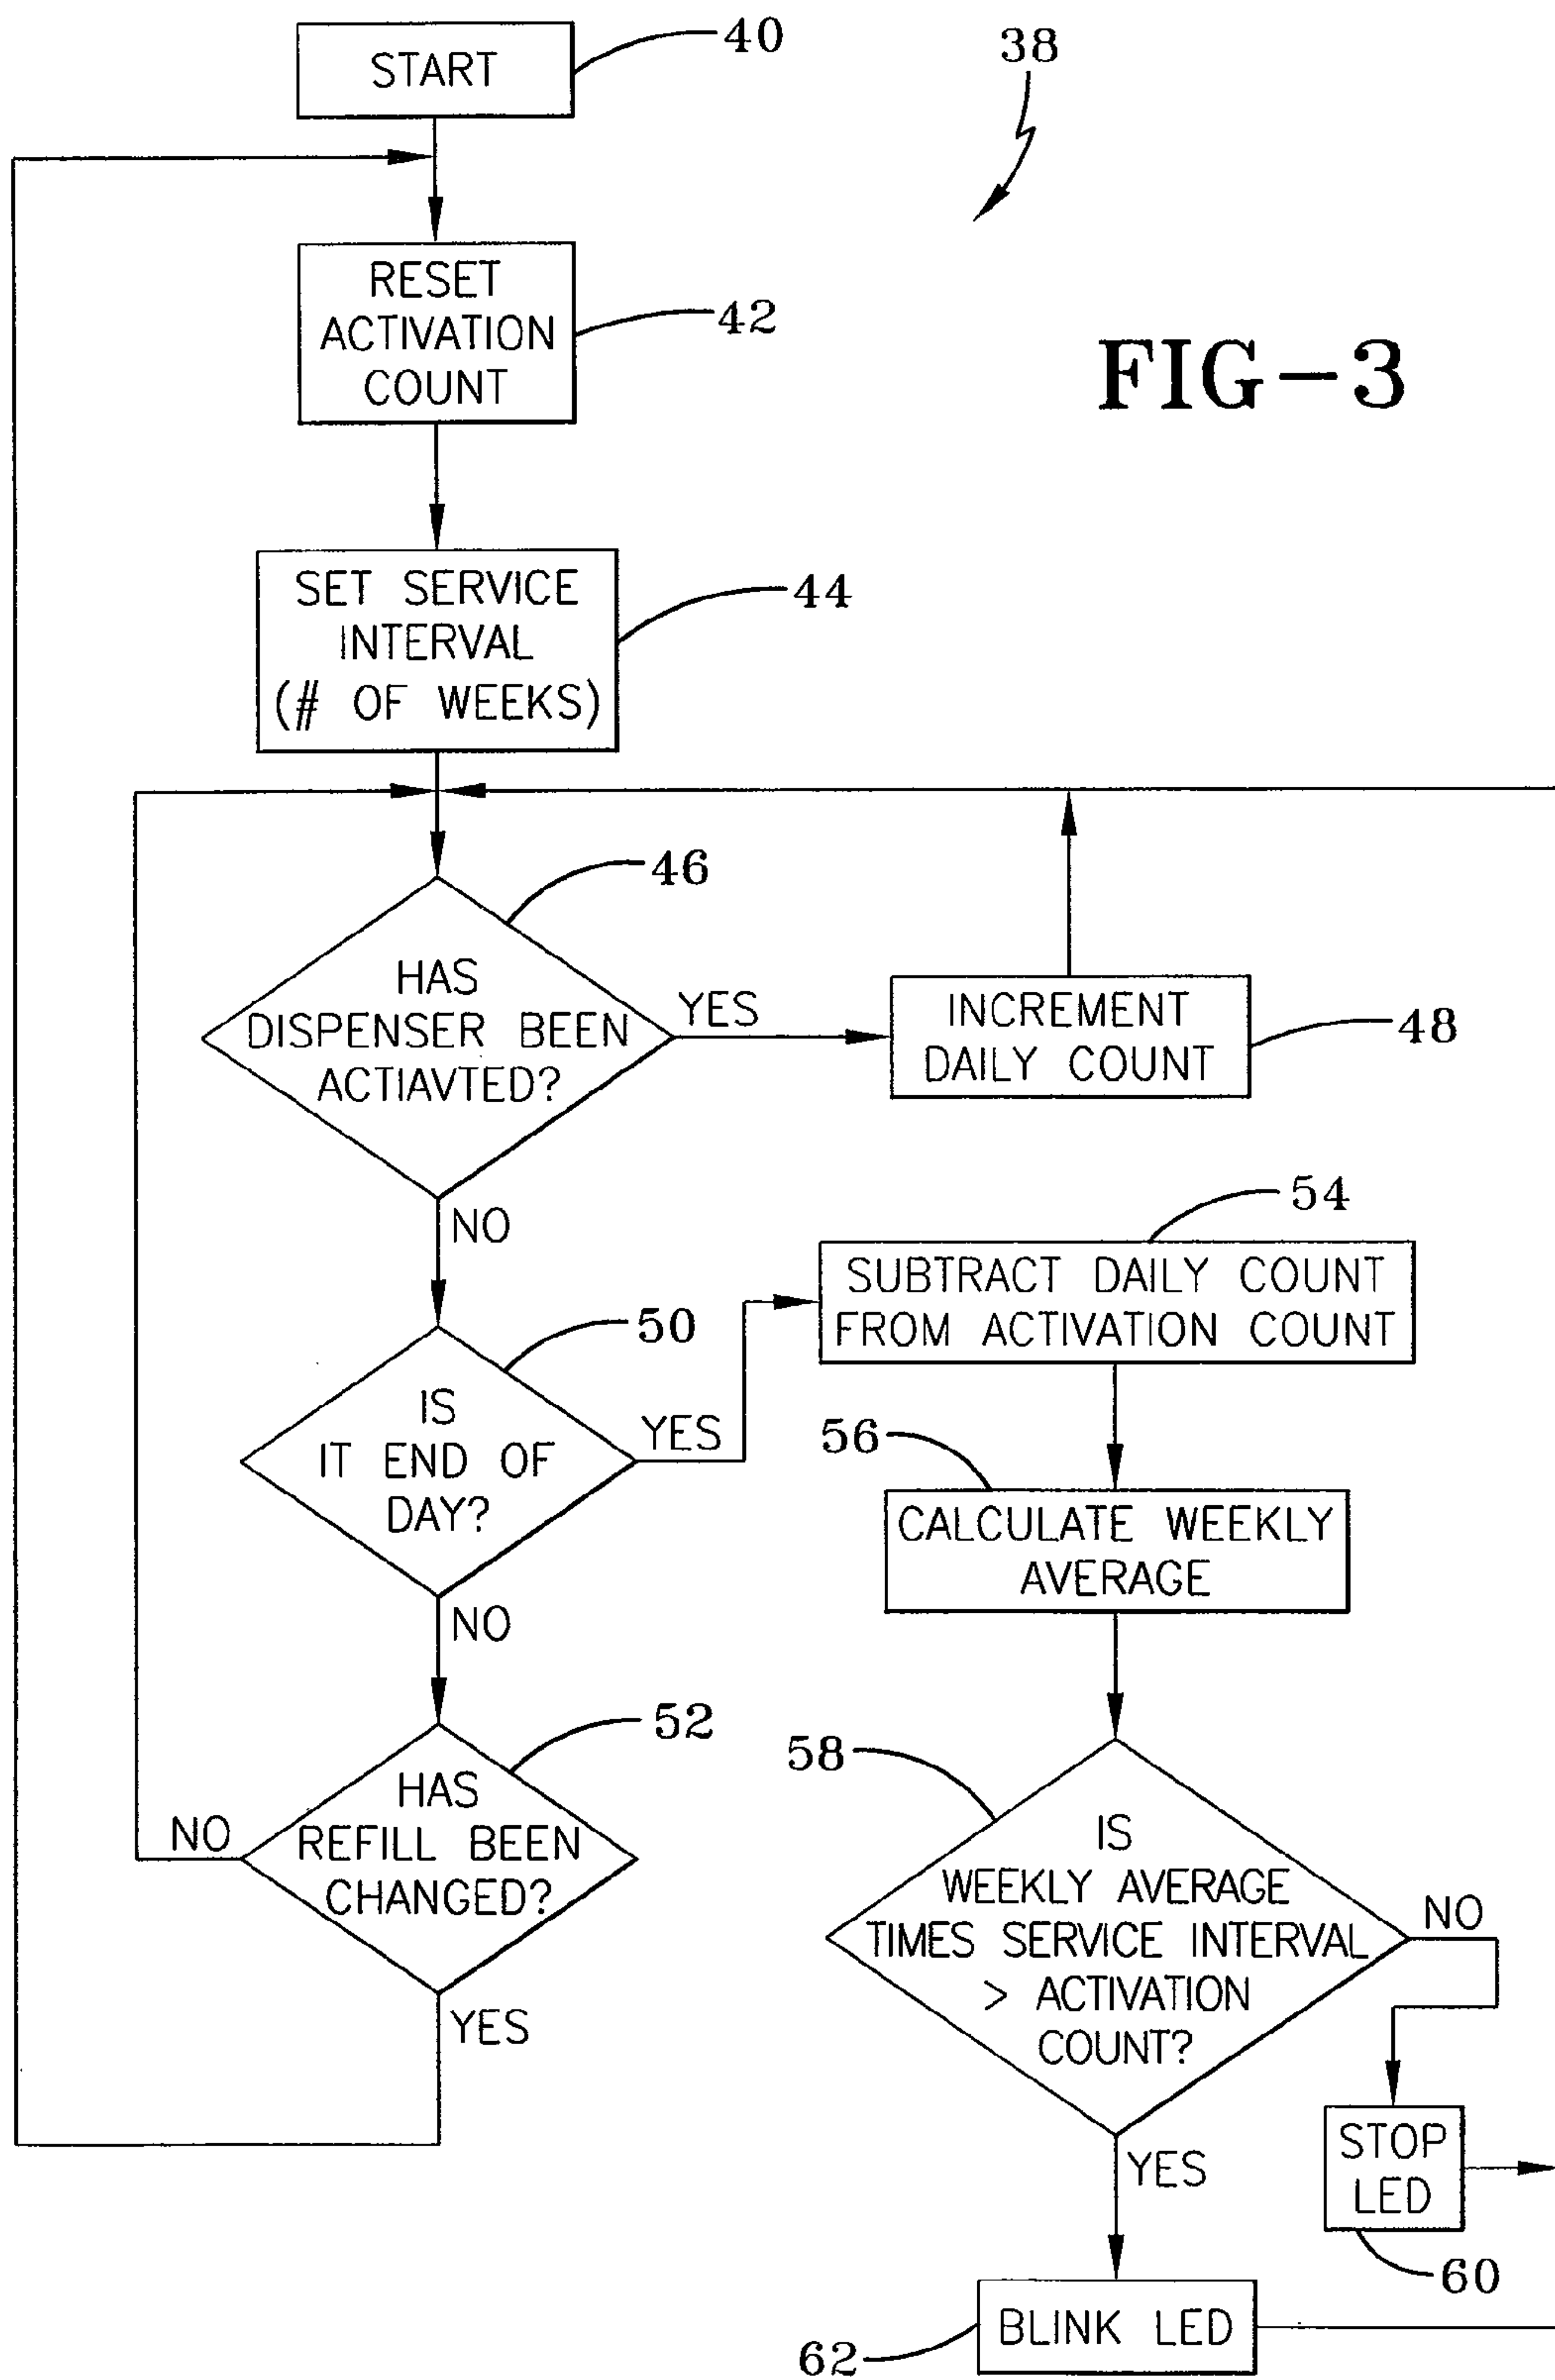 START
40
38
RESET
ACTIVATION
COUNT
42
FIG-3
SET SERVICE
INTERVAL
(# OF WEEKS)
44
46
HAS
DISPENSER BEEN
ACTIAVTED?
YES
INCREMENT
DAILY COUNT
48
NO
54
SUBTRACT DAILY COUNT
FROM ACTIVATION COUNT
50
IS
IT END OF
DAY?
YES
56
CALCULATE WEEKLY
AVERAGE
NO
52
HAS
REFILL BEEN
CHANGED?
NO
YES
58
IS
WEEKLY AVERAGE
TIMES SERVICE INTERVAL
> ACTIVATION
COUNT?
NO
STOP
LED
60
YES
BLINK LED
62